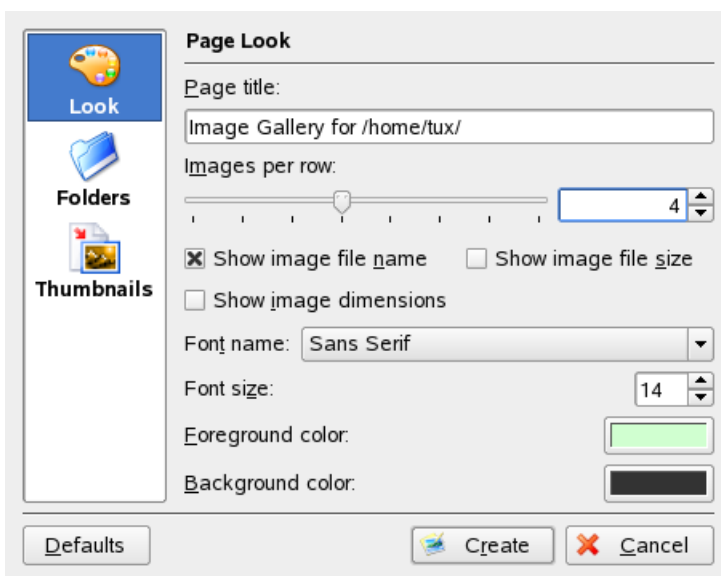 Look
Folders
Thumbnails
Page Look
Page title:
Image Gallery for /home/tux/
Images per row:
4
Show image file name
Show image file size
Show image dimensions
Font name: Sans Serif
Font size: 14
Foreground color:
Background color:
Defaults
Create
Cancel